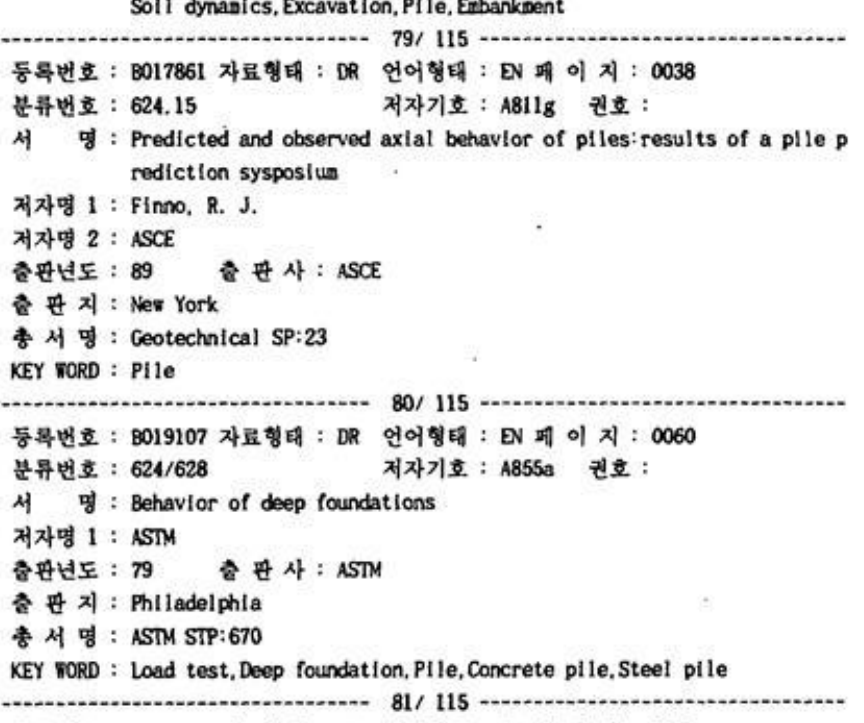 Soil dynamics,Excavation,Pile,Embankment
---------------------------------- 79/ 115 ----------------------------------
등록번호 : B017861 자료형태 : DR 언어형태 : EN 페 이 지 : 0038
분류번호 : 624.15 저자기호 : A811g 권호 :
서 명 : Predicted and observed axial behavior of piles:results of a pile p
rediction sysposium
저자명 1 : Finno, R. J.
저자명 2 : ASCE
출판년도 : 89 출 판 사 : ASCE
출 판 지 : New York
총 서 명 : Geotechnical SP:23
KEY WORD : Pile
---------------------------------- 80/ 115 ----------------------------------
등록번호 : B019107 자료형태 : DR 언어형태 : EN 페 이 지 : 0060
분류번호 : 624/628 저자기호 : A855a 권호 :
서 명 : Behavior of deep foundations
저자명 1 : ASTM
출판년도 : 79 출 판 사 : ASTM
출 판 지 : Philadelphia
총 서 명 : ASTM STP:670
KEY WORD : Load test,Deep foundation,Pile,Concrete pile,Steel pile
---------------------------------- 81/ 115 ----------------------------------